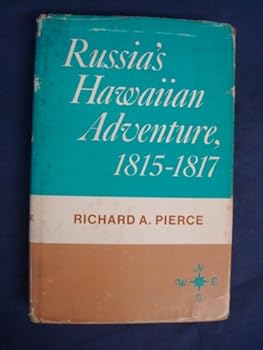 Russia's
Hawaiian
Adventure,
1815-1817
RICHARD A. PIERCE
N
W E
S